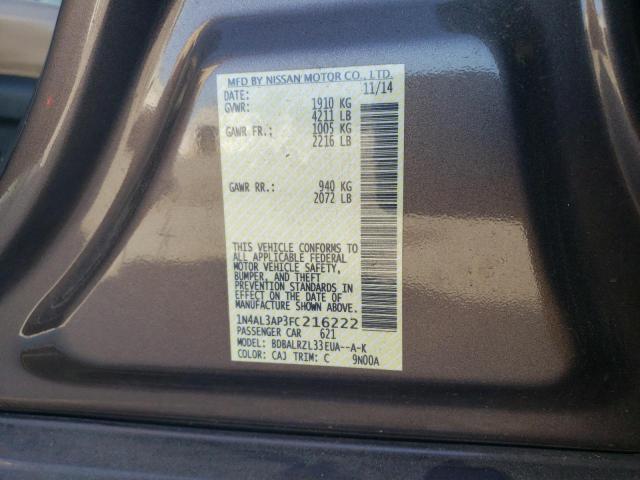 MFD BY NISSAN MOTOR CO., LTD.
DATE: 11/14
GVWR: 1910 KG
4211 LB
GAWR FR.: 1005 KG
2216 LB
GAWR RR.: 940 KG
2072 LB
THIS VEHICLE CONFORMS TO
ALL APPLICABLE FEDERAL
MOTOR VEHICLE SAFETY,
BUMPER, AND THEFT
PREVENTION STANDARDS IN
EFFECT ON THE DATE OF
MANUFACTURE SHOWN ABOVE.
1N4AL3AP3FC216222
PASSENGER CAR 621
MODEL: BDBALRZL33EUA--A-K
COLOR: CAJ TRIM: C 9N00A